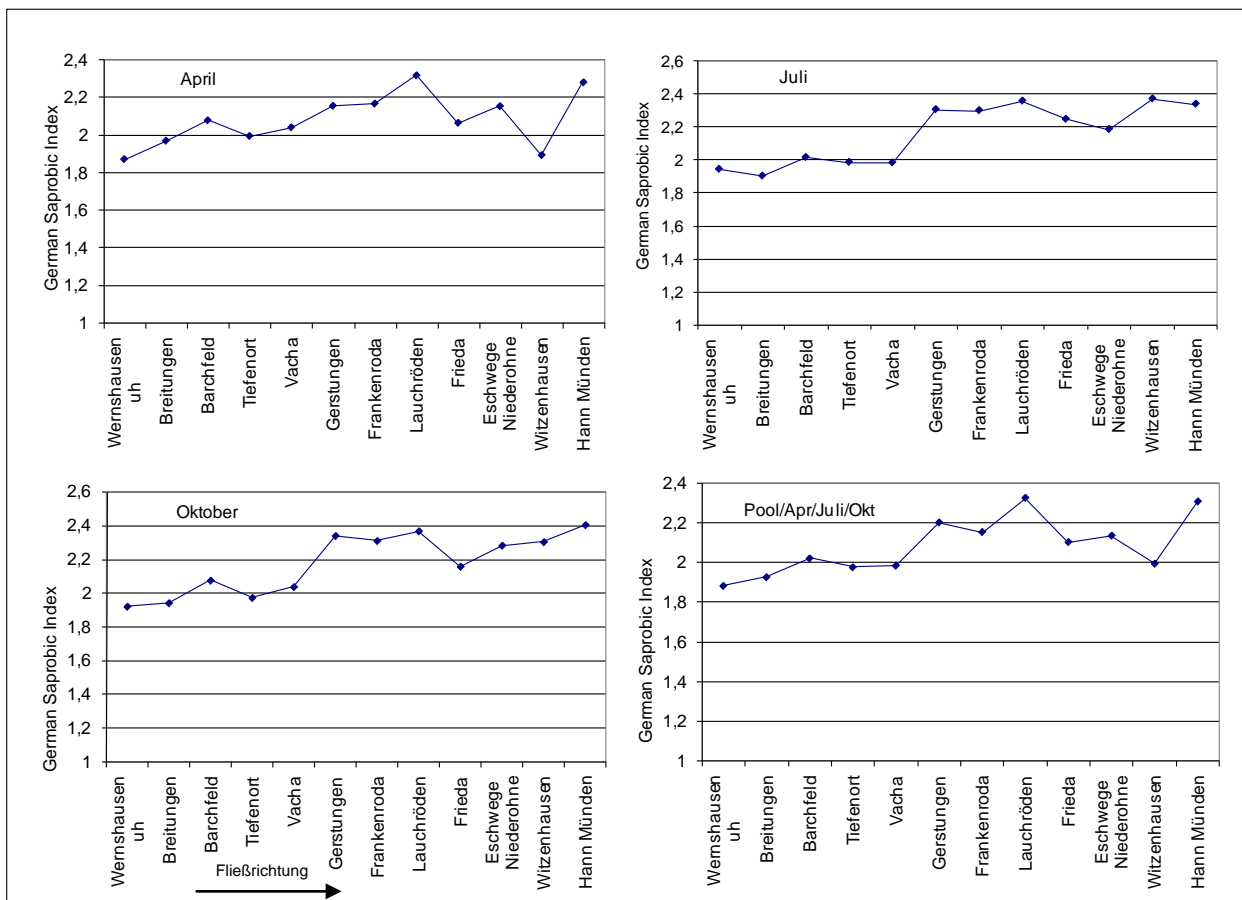 April
German Saprobic Index
2,4
2,2
2
1,8
1,6
1,4
1,2
1
Wernshausen
uh
Breitungen
Barchfeld
Tiefenort
Vacha
Gerstungen
Frankenroda
Lauchröden
Frieda
Eschwege
Niederohne
Witzenhausen
Hann Münden
Juli
German Saprobic Index
2,6
2,4
2,2
2
1,8
1,6
1,4
1,2
1
Wernshausen
uh
Breitungen
Barchfeld
Tiefenort
Vacha
Gerstungen
Frankenroda
Lauchröden
Frieda
Eschwege
Niederohne
Witzenhausen
Hann Münden
Oktober
German Saprobic Index
2,6
2,4
2,2
2
1,8
1,6
1,4
1,2
1
Wernshausen
uh
Breitungen
Barchfeld
Tiefenort
Vacha
Gerstungen
Frankenroda
Lauchröden
Frieda
Eschwege
Niederohne
Witzenhausen
Hann Münden
Fließrichtung
Pool/Apr/Juli/Okt
German Saprobic Index
2,4
2,2
2
1,8
1,6
1,4
1,2
1
Wernshausen
uh
Breitungen
Barchfeld
Tiefenort
Vacha
Gerstungen
Frankenroda
Lauchröden
Frieda
Eschwege
Niederohne
Witzenhausen
Hann Münden